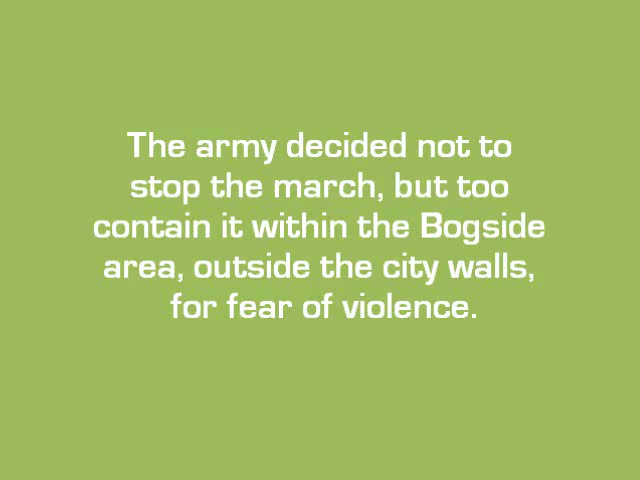 The army decided not to
stop the march, but too
contain it within the Bogside
area, outside the city walls,
for fear of violence.